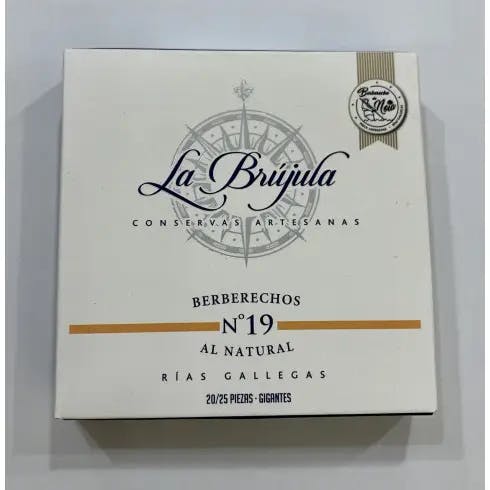 La Brújula
CONSERVAS ARTESANAS
BERBERECHOS
Nº19
AL NATURAL
RÍAS GALLEGAS
20/25 PIEZAS · GIGANTES